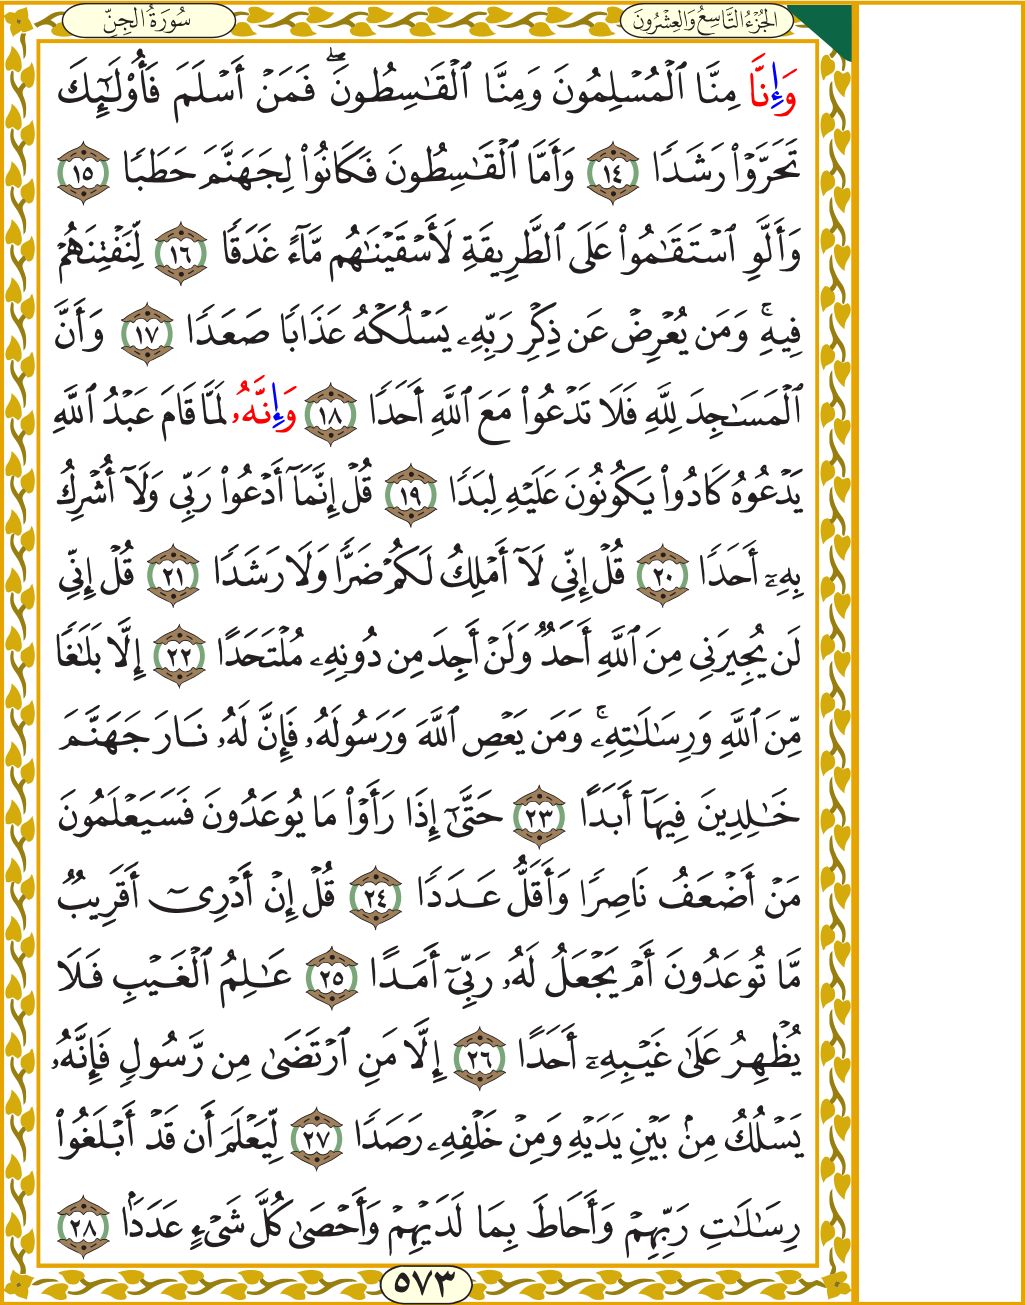 سُورَةُ الجِنِّ
الجُزْءُ التَّاسِعُ وَالعِشْرُونَ
وَإِنَّا مِنَّا ٱلْمُسْلِمُونَ وَمِنَّا ٱلْقَـٰسِطُونَۖ فَمَنْ أَسْلَمَ فَأُوْلَـٰٓئِكَ
تَحَرَّوْاْ رَشَدًا ١٤ وَأَمَّا ٱلْقَـٰسِطُونَ فَكَانُواْ لِجَهَنَّمَ حَطَبًا ١٥
وَأَلَّوِ ٱسْتَقَـٰمُواْ عَلَى ٱلطَّرِيقَةِ لَأَسْقَيْنَـٰهُم مَّآءً غَدَقًا ١٦ لِّنَفْتِنَهُمْ
فِيهِۚ وَمَن يُعْرِضْ عَن ذِكْرِ رَبِّهِۦ يَسْلُكْهُ عَذَابًا صَعَدًا ١٧ وَأَنَّ
ٱلْمَسَـٰجِدَ لِلَّهِ فَلَا تَدْعُواْ مَعَ ٱللَّهِ أَحَدًا ١٨ وَإِنَّهُۥ لَمَّا قَامَ عَبْدُ ٱللَّهِ
يَدْعُوهُ كَادُواْ يَكُونُونَ عَلَيْهِ لِبَدًا ١٩ قُلْ إِنَّمَآ أَدْعُواْ رَبِّى وَلَآ أُشْرِكُ
بِهِۦٓ أَحَدًا ٢٠ قُلْ إِنِّى لَآ أَمْلِكُ لَكُمْ ضَرًّا وَلَا رَشَدًا ٢١ قُلْ إِنِّى
لَن يُجِيرَنِى مِنَ ٱللَّهِ أَحَدٌ وَلَنْ أَجِدَ مِن دُونِهِۦ مُلْتَحَدًا ٢٢ إِلَّا بَلَـٰغًا
مِّنَ ٱللَّهِ وَرِسَـٰلَـٰتِهِۦۚ وَمَن يَعْصِ ٱللَّهَ وَرَسُولَهُۥ فَإِنَّ لَهُۥ نَارَ جَهَنَّمَ
خَـٰلِدِينَ فِيهَآ أَبَدًا ٢٣ حَتَّىٰٓ إِذَا رَأَوْاْ مَا يُوعَدُونَ فَسَيَعْلَمُونَ
مَنْ أَضْعَفُ نَاصِرًا وَأَقَلُّ عَدَدًا ٢٤ قُلْ إِنْ أَدْرِىٓ أَقَرِيبٌ
مَّا تُوعَدُونَ أَمْ يَجْعَلُ لَهُۥ رَبِّىٓ أَمَدًا ٢٥ عَـٰلِمُ ٱلْغَيْبِ فَلَا
يُظْهِرُ عَلَىٰ غَيْبِهِۦٓ أَحَدًا ٢٦ إِلَّا مَنِ ٱرْتَضَىٰ مِن رَّسُولٍ فَإِنَّهُۥ
يَسْلُكُ مِنۢ بَيْنِ يَدَيْهِ وَمِنْ خَلْفِهِۦ رَصَدًا ٢٧ لِّيَعْلَمَ أَن قَدْ أَبْلَغُواْ
رِسَـٰلَـٰتِ رَبِّهِمْ وَأَحَاطَ بِمَا لَدَيْهِمْ وَأَحْصَىٰ كُلَّ شَىْءٍ عَدَدًۢا ٢٨
٥٧٣